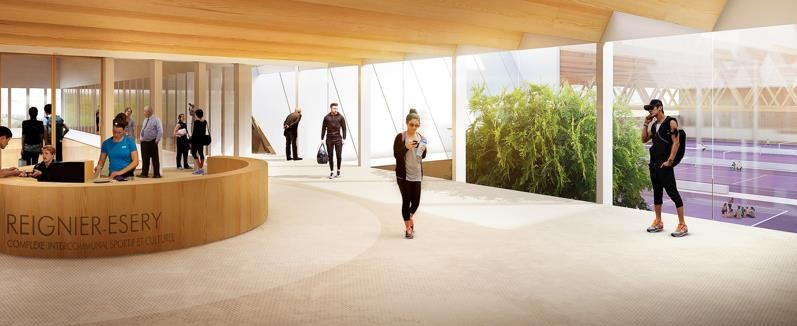 REIGNIER-ESERY
COMPLEXE INTERCOMMUNAL SPORTIF ET CULTUREL